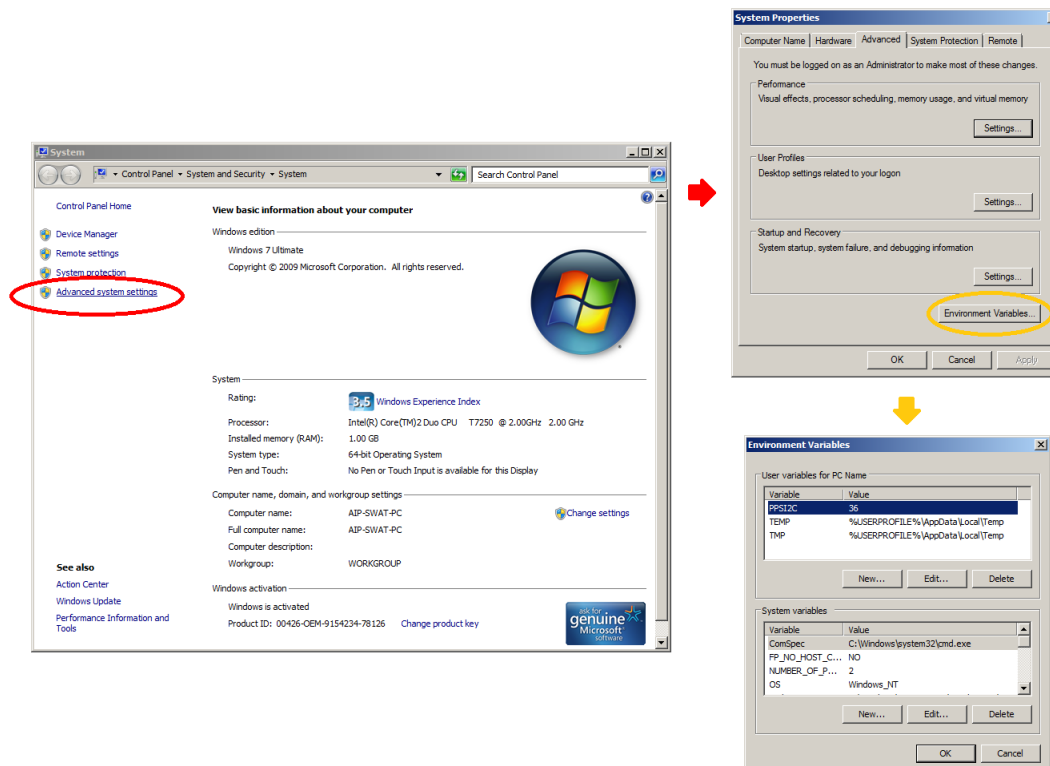 System
Control Panel System and Security System
Search Control Panel
Control Panel Home
Device Manager
Remote settings
System protection
Advanced system settings
See also
Action Center
Windows Update
Performance Information and
Tools
View basic information about your computer
Windows edition
Windows 7 Ultimate
Copyright © 2009 Microsoft Corporation. All rights reserved.
System
Rating: 3,5 Windows Experience Index
Processor: Intel(R) Core(TM)2 Duo CPU T7250 @ 2.00GHz 2.00 GHz
Installed memory (RAM): 1.00 GB
System type: 64-bit Operating System
Pen and Touch: No Pen or Touch Input is available for this Display
Computer name, domain, and workgroup settings
Computer name: AIP-SWAT-PC Change settings
Full computer name: AIP-SWAT-PC
Computer description:
Workgroup: WORKGROUP
Windows activation
Windows is activated
Product ID: 00426-OEM-9154234-78126 Change product key
ask for
genuine
Microsoft
software
System Properties
Computer Name Hardware Advanced System Protection Remote
You must be logged on as an Administrator to make most of these changes.
Performance
Visual effects, processor scheduling, memory usage, and virtual memory
Settings...
User Profiles
Desktop settings related to your logon
Settings...
Startup and Recovery
System startup, system failure, and debugging information
Settings...
Environment Variables...
OK Cancel Apply
Environment Variables
User variables for PC Name
Variable Value
PPSI2C 36
TEMP %USERPROFILE%\AppData\Local\Temp
TMP %USERPROFILE%\AppData\Local\Temp
New... Edit... Delete
System variables
Variable Value
ComSpec C:\Windows\system32\cmd.exe
FP_NO_HOST_C... NO
NUMBER_OF_P... 2
OS Windows_NT
New... Edit... Delete
OK Cancel